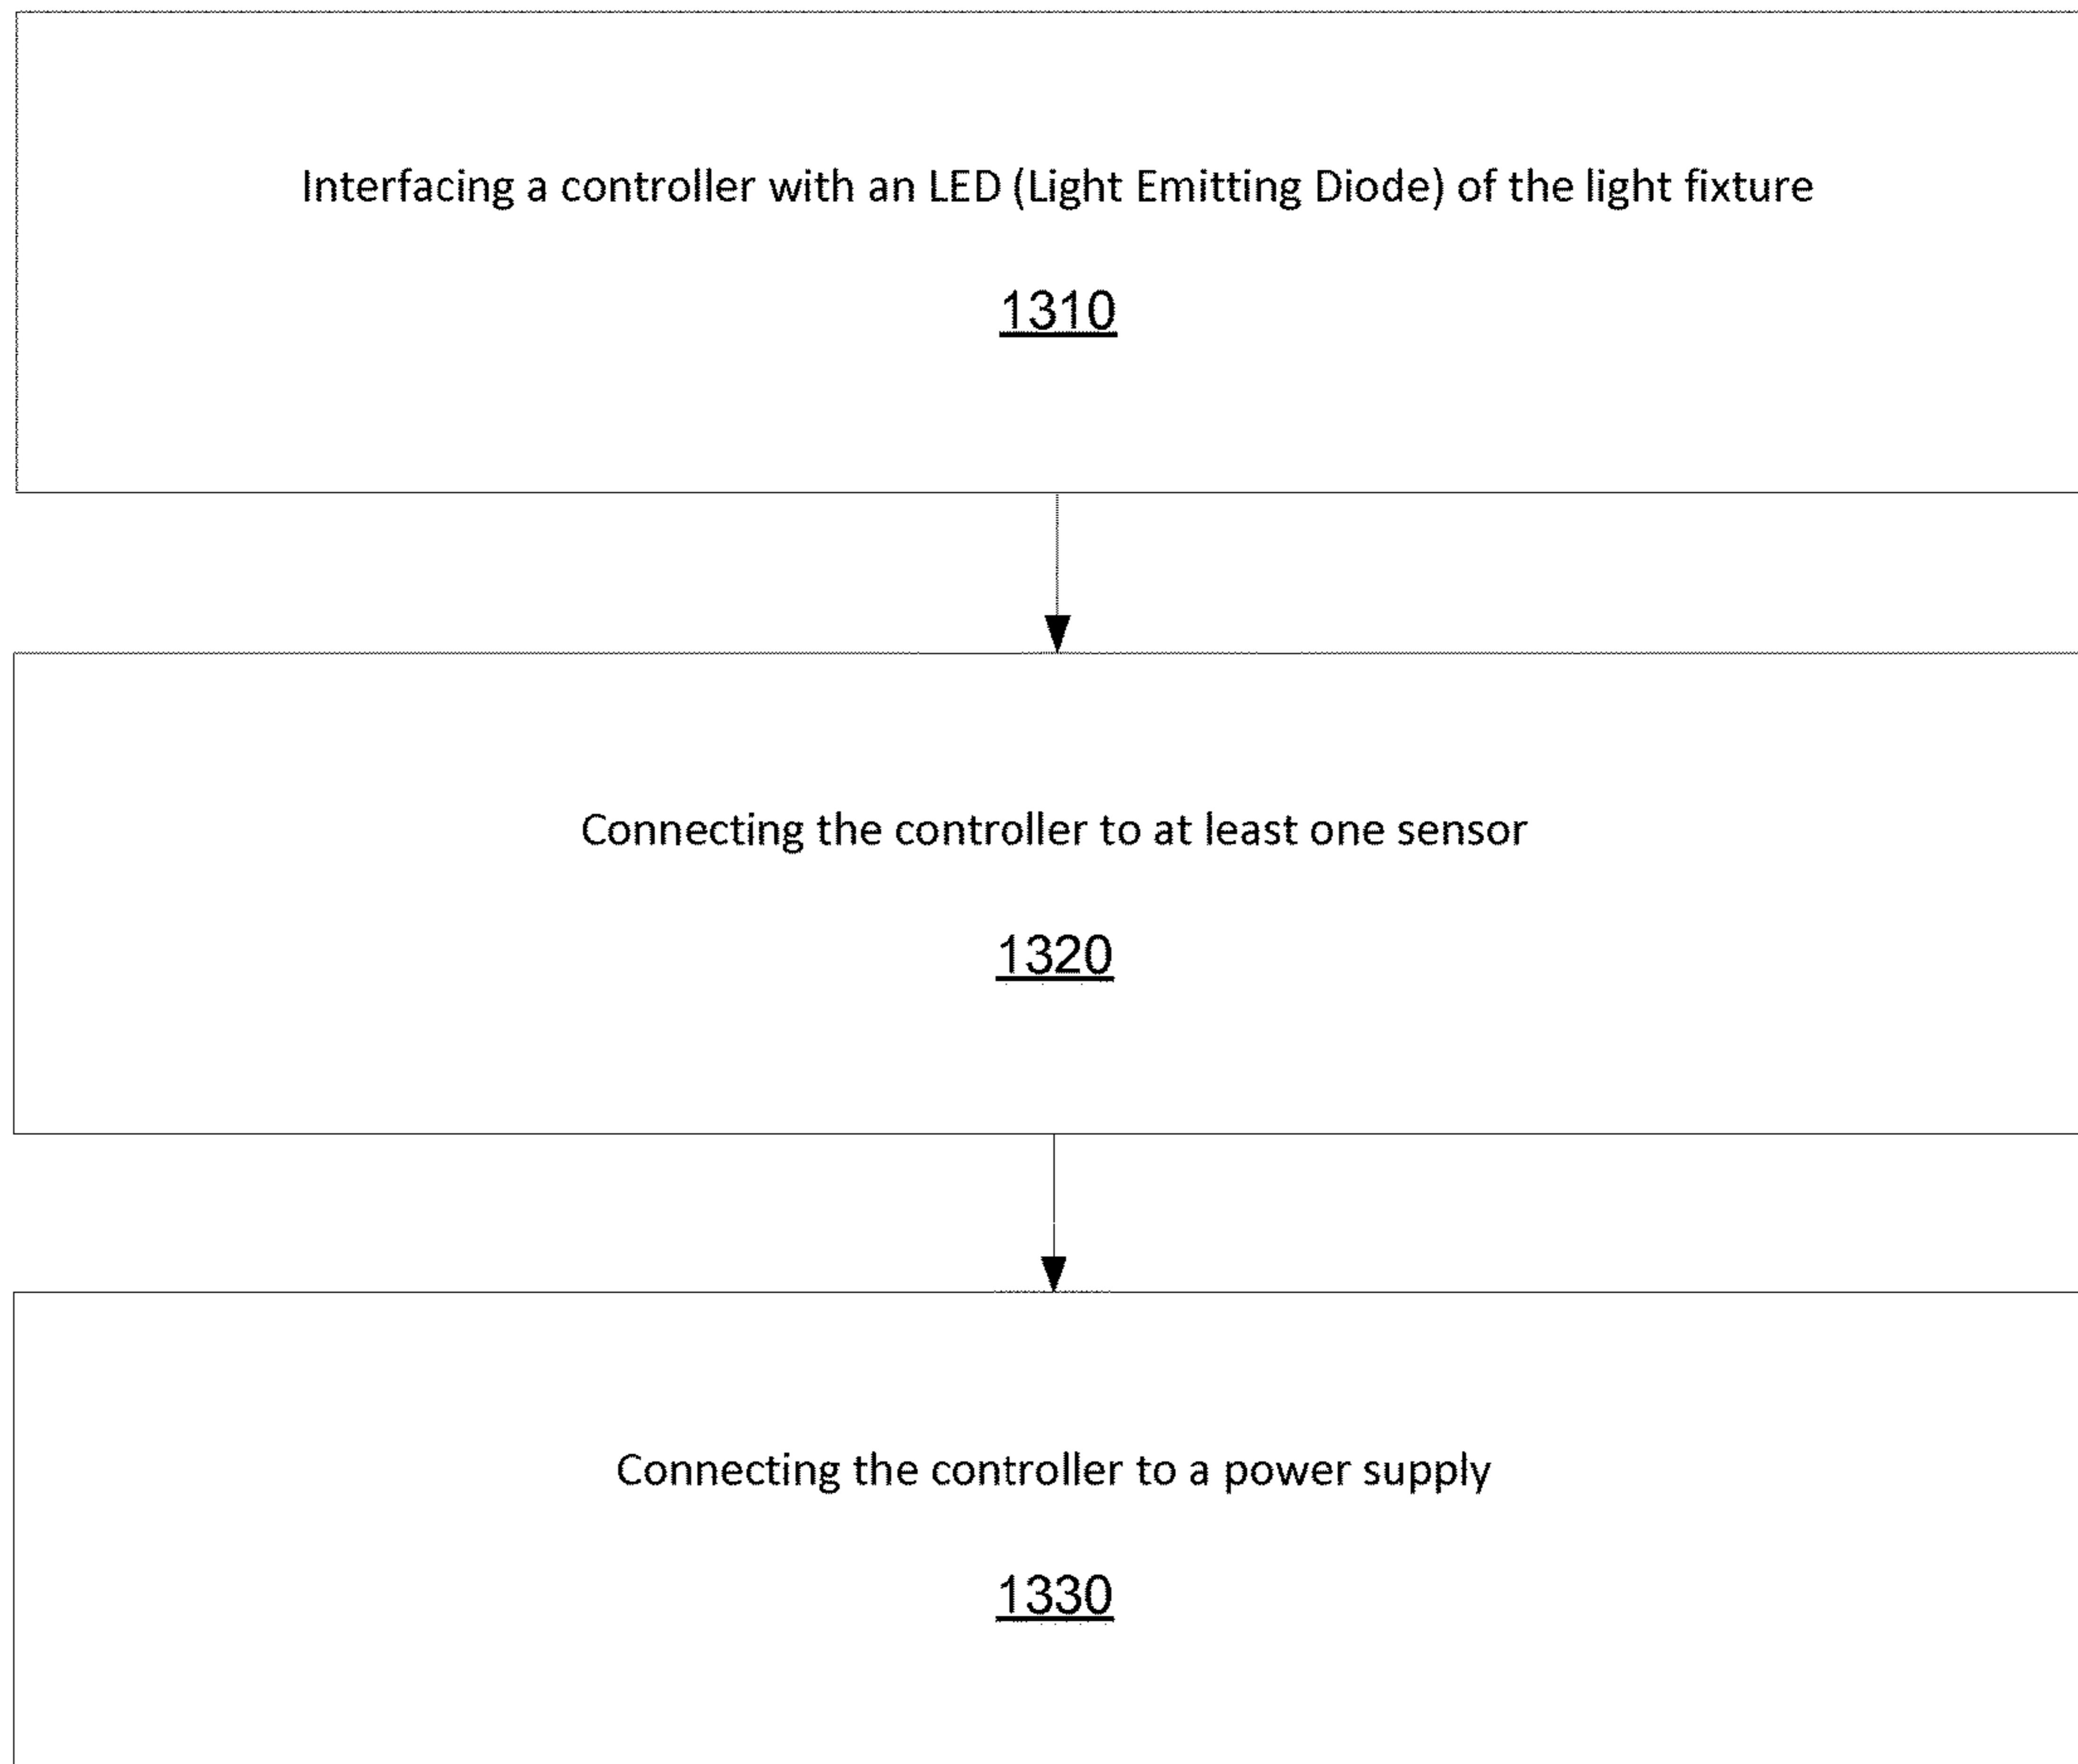 Interfacing a controller with an LED (Light Emitting Diode) of the light fixture
1310
Connecting the controller to at least one sensor
1320
Connecting the controller to a power supply
1330